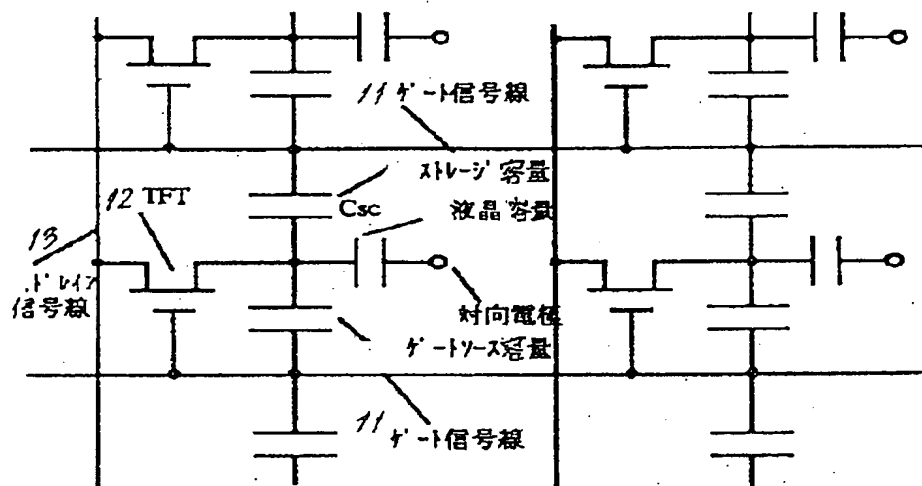 11 ゲート信号線
ストレージ容量
Csc
液晶容量
12 TFT
13
ドレイン
信号線
対向電極
ゲートソース容量
11 ゲート信号線